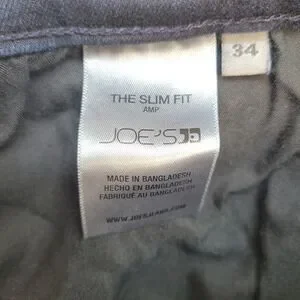 34
THE SLIM FIT
AMP
JOE'S
MADE IN BANGLADESH
HECHO EN BANGLADESH
FABRIQUE AU BANGLADESH
WWW.JOESJEANS.COM